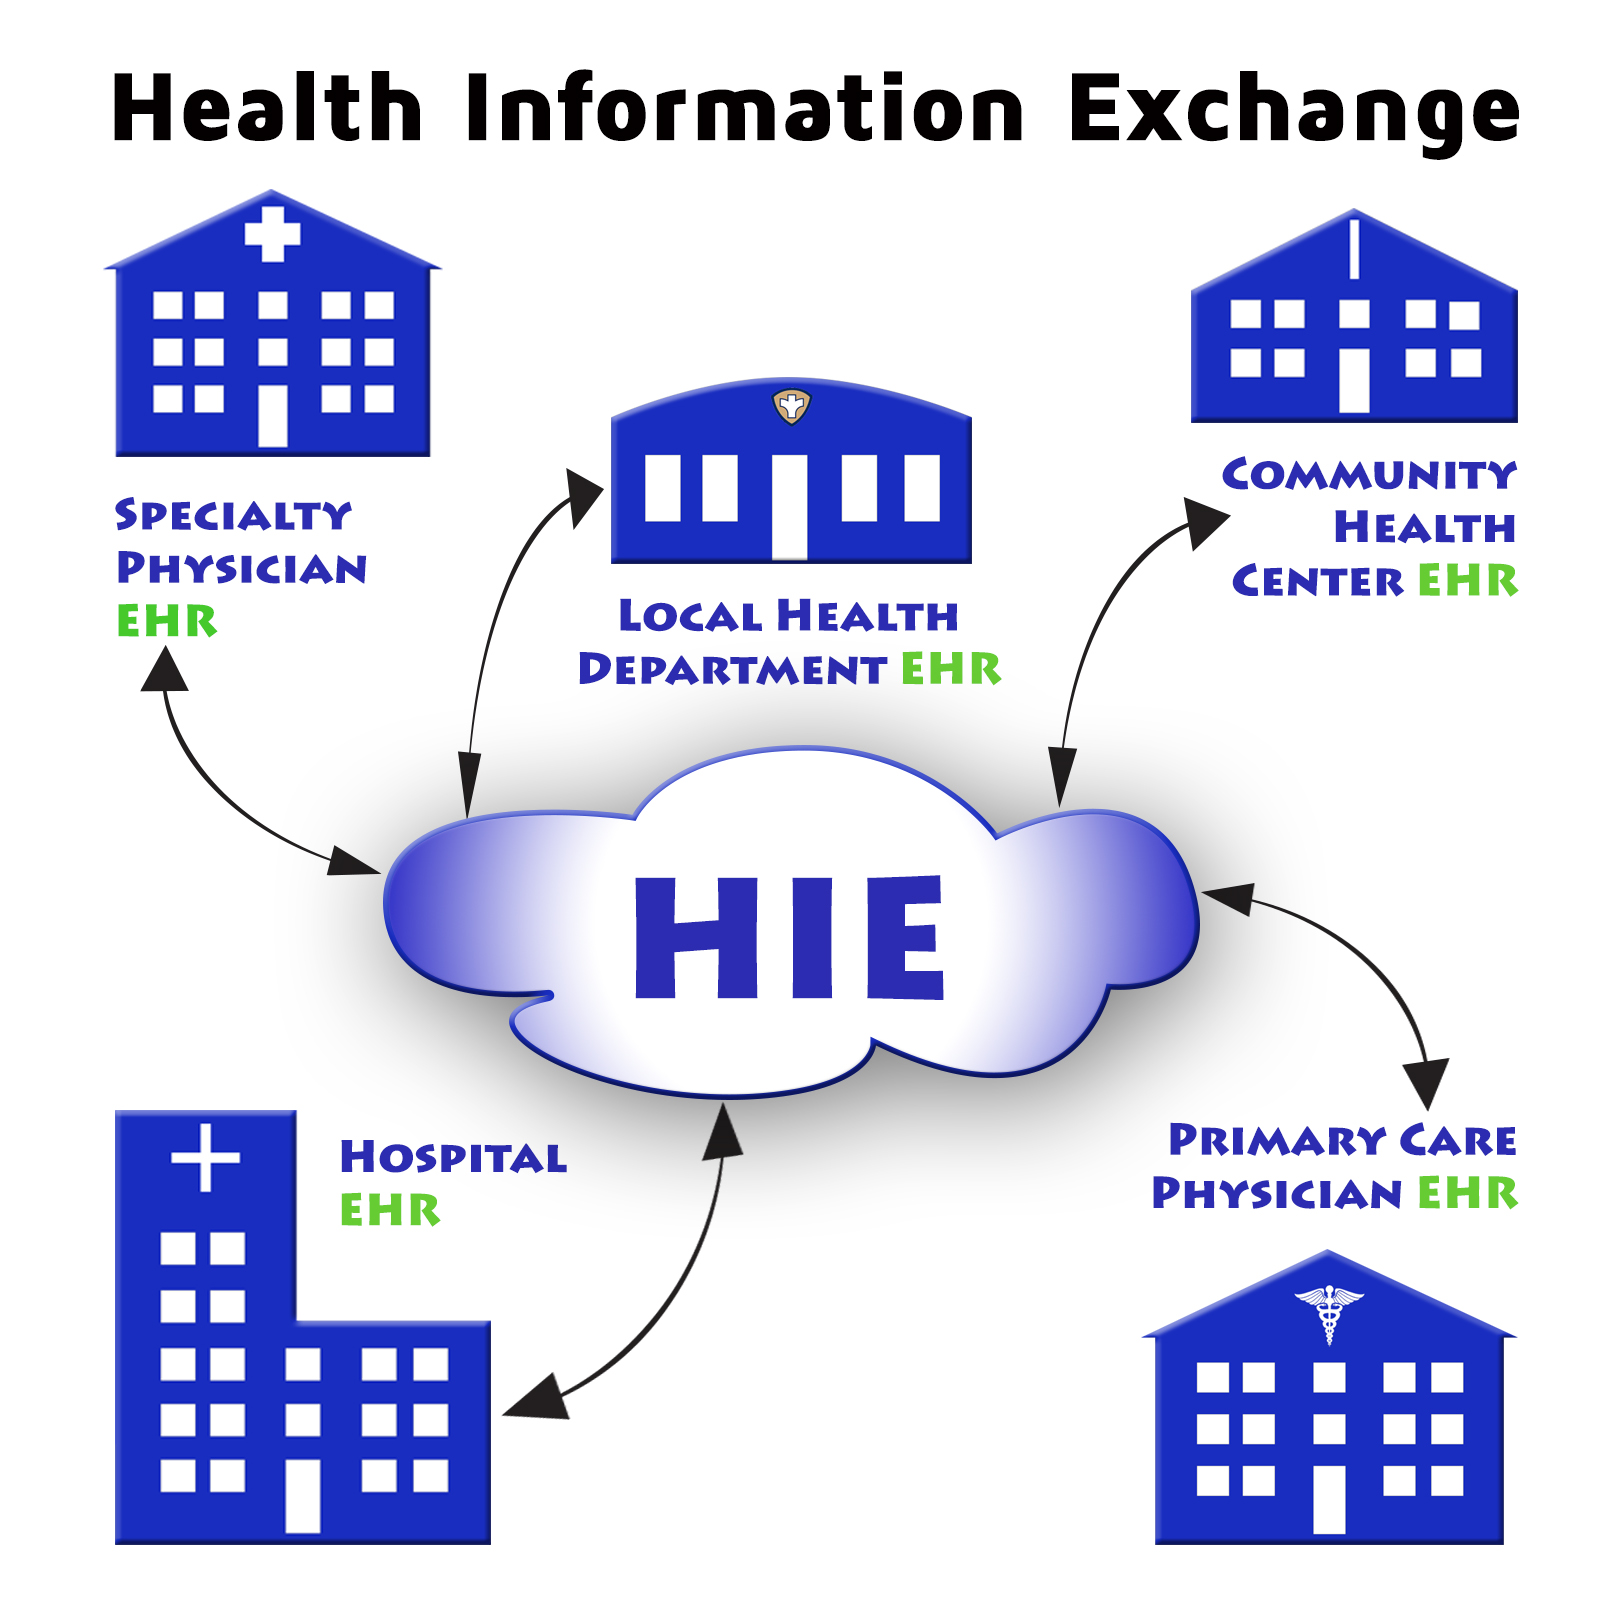 Health Information Exchange
Specialty
Physician
EHR
Local Health
Department EHR
Community
Health
Center EHR
HIE
Hospital
EHR
Primary Care
Physician EHR